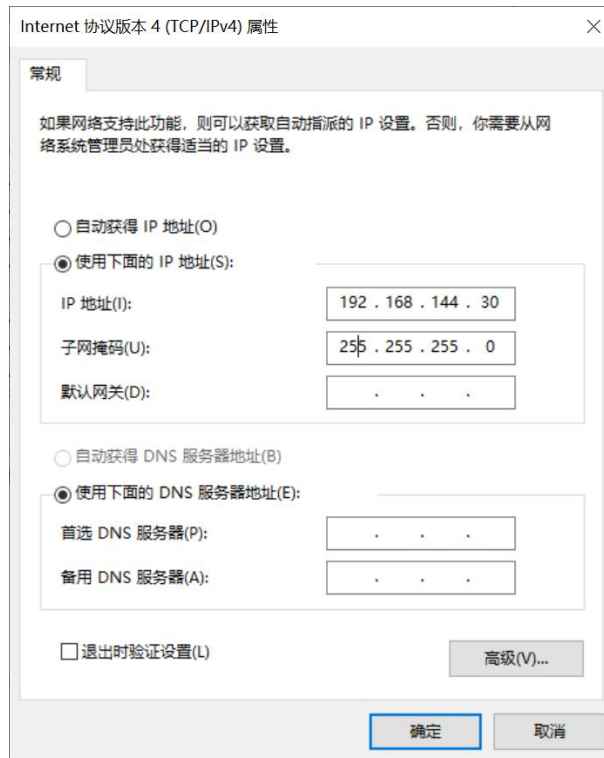 Internet 协议版本 4 (TCP/IPv4) 属性
常规
如果网络支持此功能，则可以获取自动指派的 IP 设置。否则，你需要从网
络系统管理员处获得适当的 IP 设置。
自动获得 IP 地址(O)
使用下面的 IP 地址(S):
IP 地址(I):
192 . 168 . 144 . 30
子网掩码(U):
255 . 255 . 255 . 0
默认网关(D):
. . .
自动获得 DNS 服务器地址(B)
使用下面的 DNS 服务器地址(E):
首选 DNS 服务器(P):
. . .
备用 DNS 服务器(A):
. . .
退出时验证设置(L)
高级(V)...
确定
取消